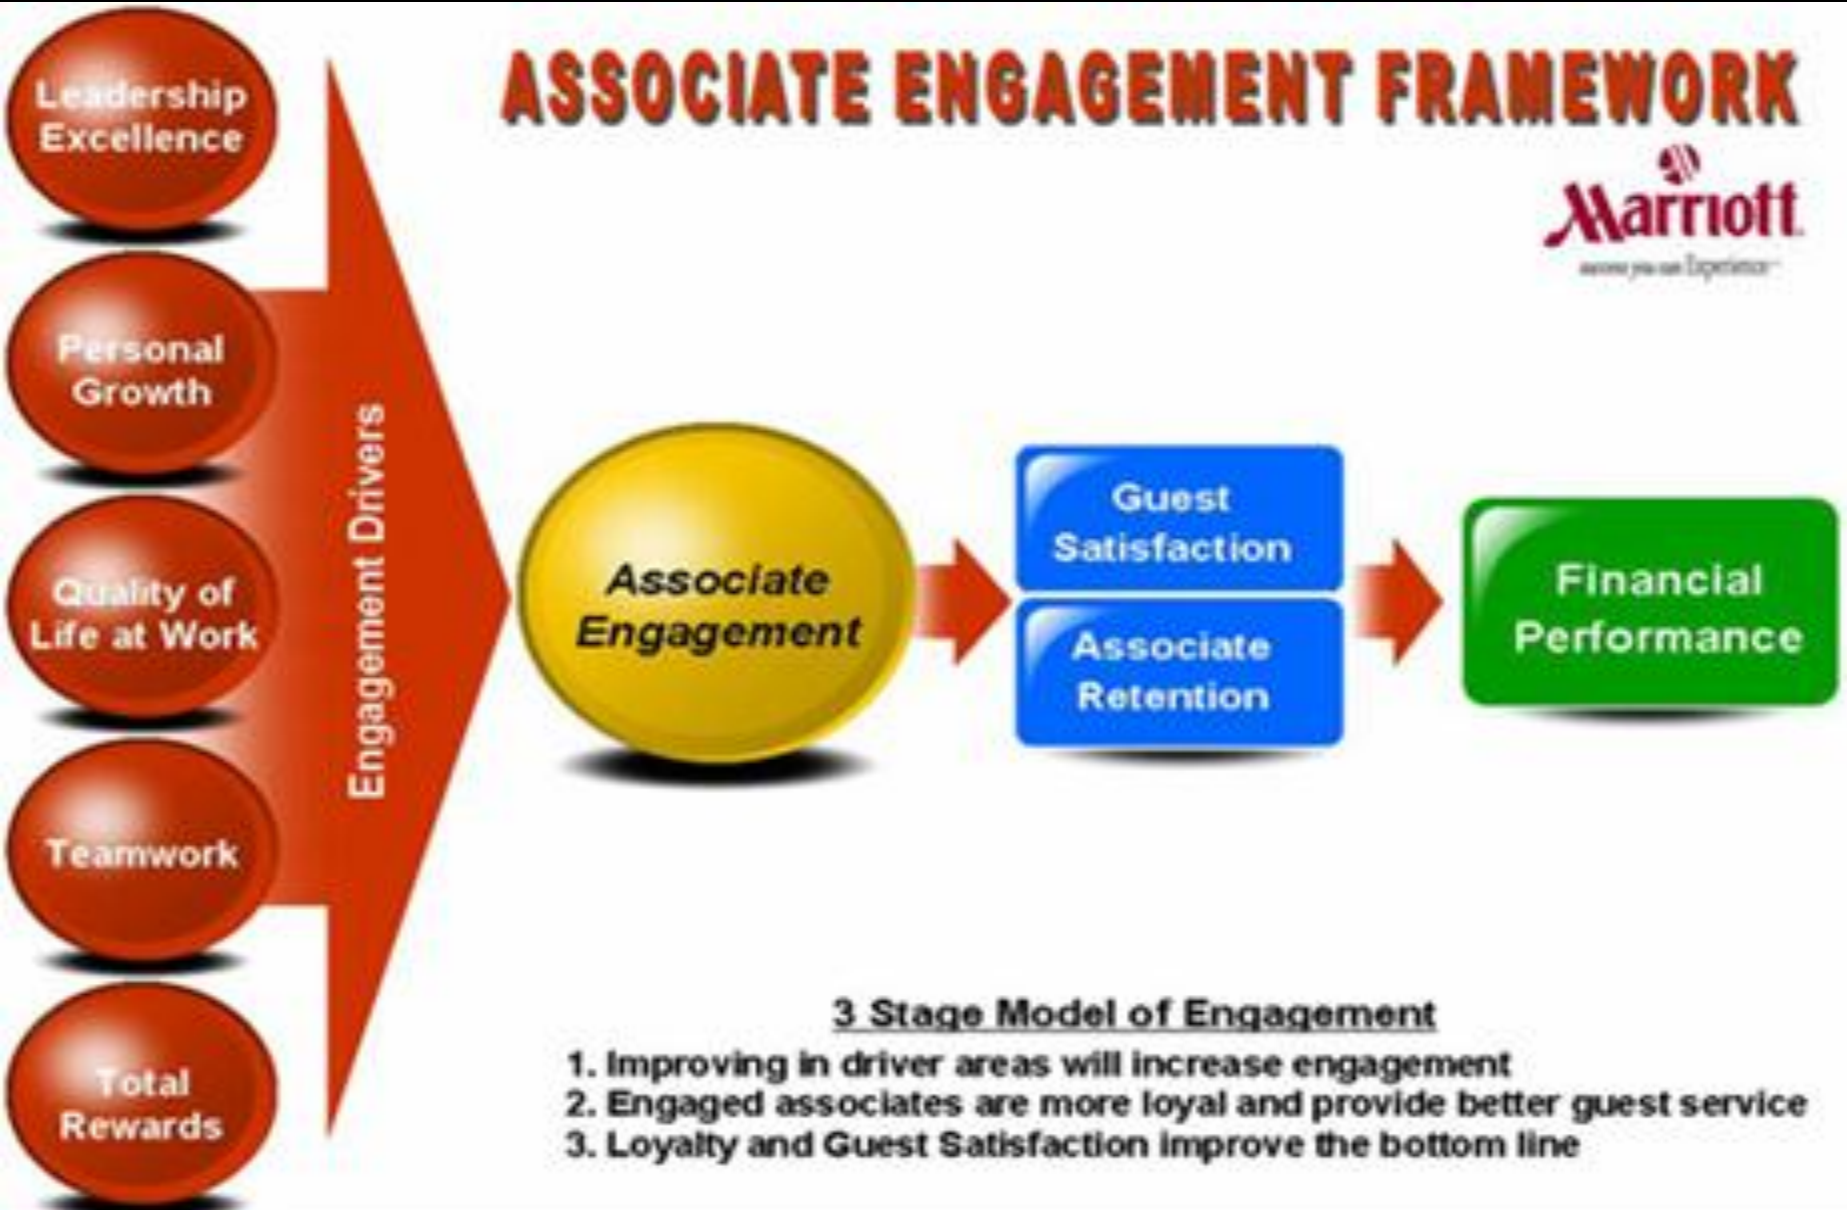 ASSOCIATE ENGAGEMENT FRAMEWORK
Marriott
Experience
Leadership
Excellence
Personal
Growth
Quality of
Life at Work
Teamwork
Total
Rewards
Engagement Drivers
Associate
Engagement
Guest
Satisfaction
Associate
Retention
Financial
Performance
3 Stage Model of Engagement
1. Improving in driver areas will increase engagement
2. Engaged associates are more loyal and provide better guest service
3. Loyalty and Guest Satisfaction improve the bottom line